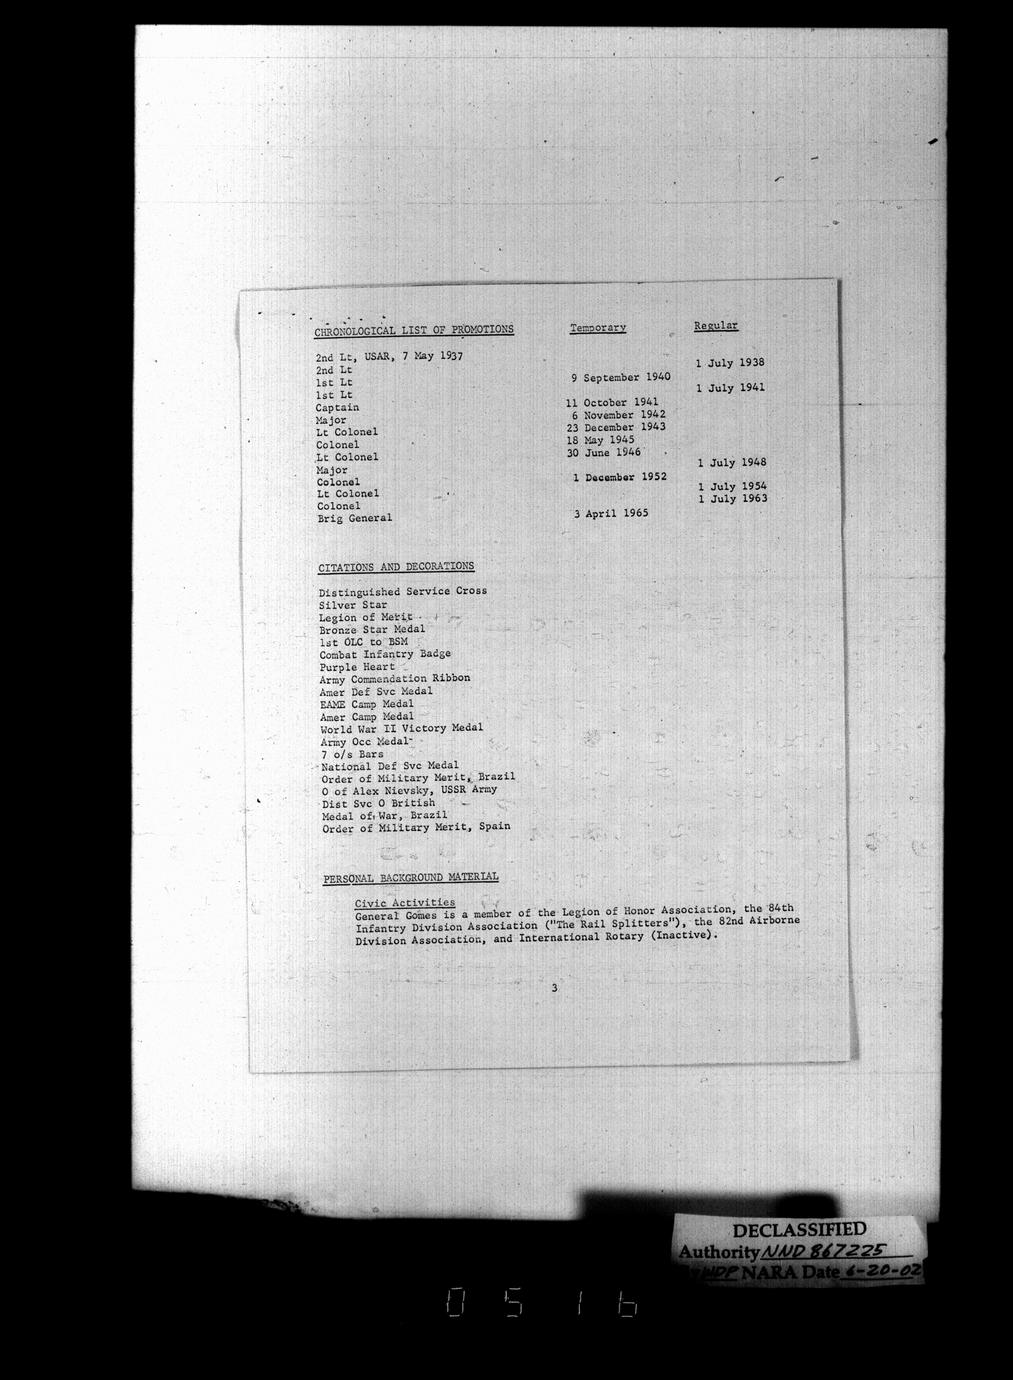 CHRONOLOGICAL LIST OF PROMOTIONS Temporary Regular
2nd Lt, USAR, 7 May 1937
2nd Lt 1 July 1938
1st Lt 9 September 1940
1st Lt 1 July 1941
Captain 11 October 1941
Major 6 November 1942
Lt Colonel 23 December 1943
Colonel 18 May 1945
Lt Colonel 30 June 1946
Major 1 July 1948
Colonel 1 December 1952
Lt Colonel 1 July 1954
Colonel 1 July 1963
Brig General 3 April 1965
CITATIONS AND DECORATIONS
Distinguished Service Cross
Silver Star
Legion of Merit
Bronze Star Medal
1st OLC to BSM
Combat Infantry Badge
Purple Heart
Army Commendation Ribbon
Amer Def Svc Medal
EAME Camp Medal
Amer Camp Medal
World War II Victory Medal
Army Occ Medal
7 o/s Bars
National Def Svc Medal
Order of Military Merit, Brazil
O of Alex Nievsky, USSR Army
Dist Svc O British
Medal of War, Brazil
Order of Military Merit, Spain
PERSONAL BACKGROUND MATERIAL
Civic Activities
General Gomes is a member of the Legion of Honor Association, the 84th
Infantry Division Association ("The Rail Splitters"), the 82nd Airborne
Division Association, and International Rotary (Inactive).
3
DECLASSIFIED
Authority NND 867225
WDP NARA Date 6-20-02
0516